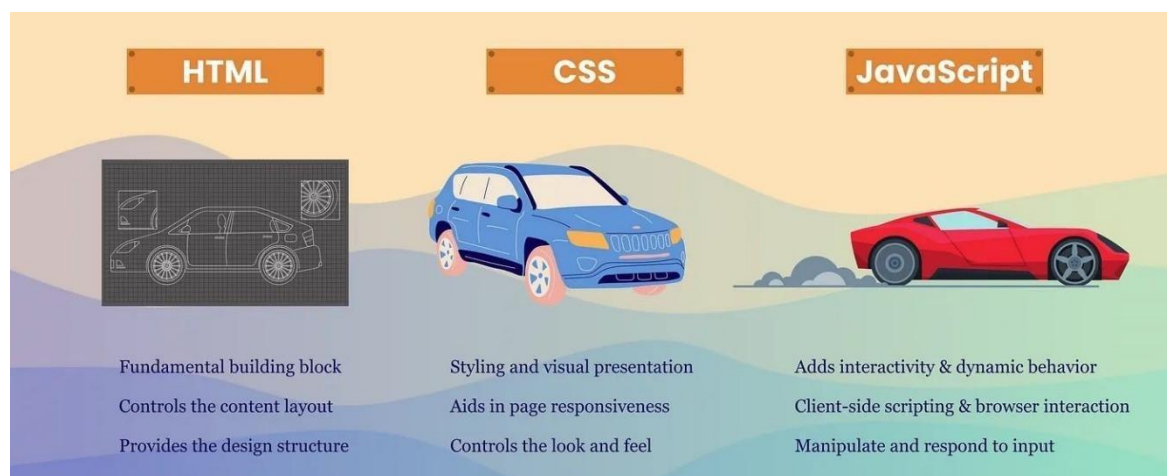 HTML
Fundamental building block
Controls the content layout
Provides the design structure
CSS
Styling and visual presentation
Aids in page responsiveness
Controls the look and feel
JavaScript
Adds interactivity & dynamic behavior
Client-side scripting & browser interaction
Manipulate and respond to input